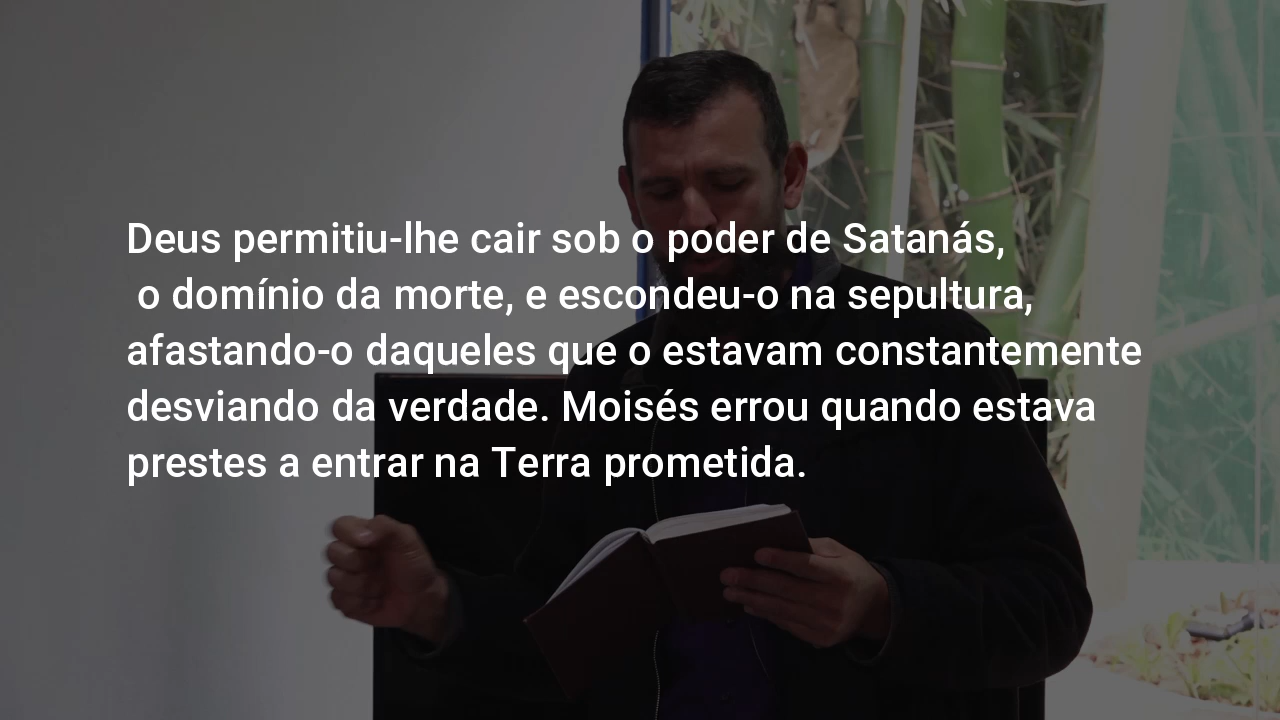 Deus permitiu-lhe cair sob o poder de Satanás,
o domínio da morte, e escondeu-o na sepultura,
afastando-o daqueles que o estavam constantemente
desviando da verdade. Moisés errou quando estava
prestes a entrar na Terra prometida.